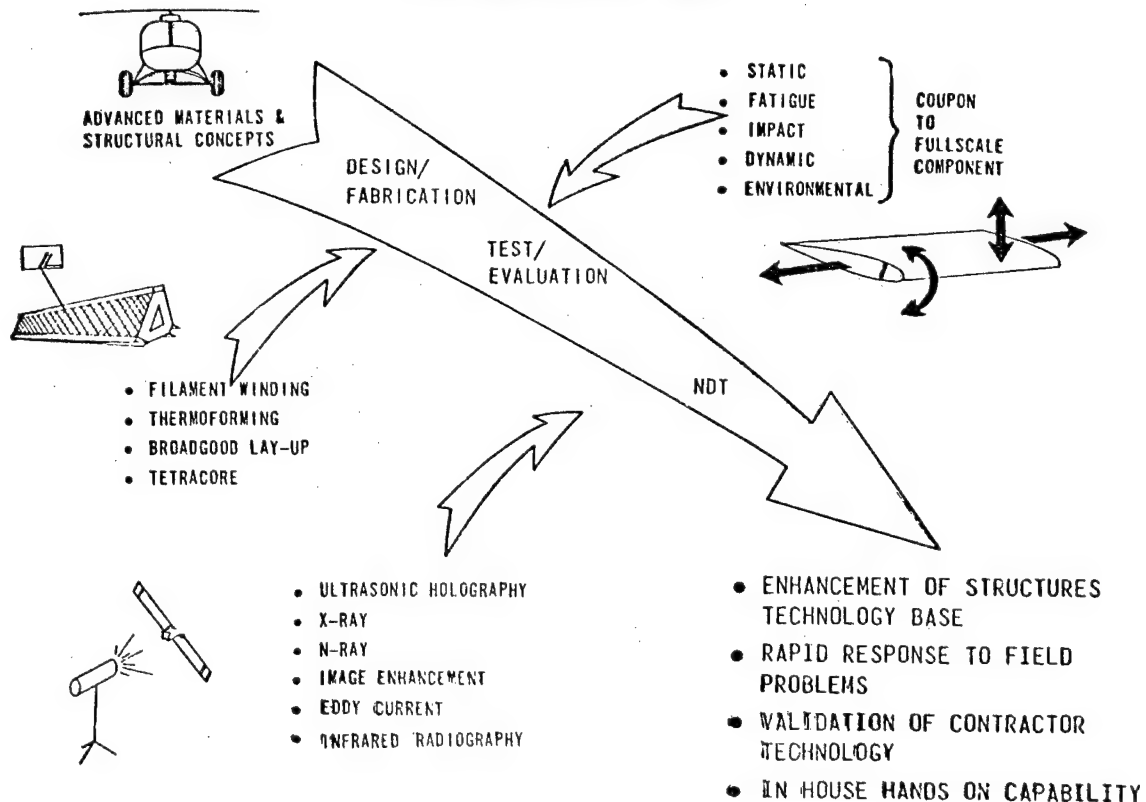 ADVANCED MATERIALS &
STRUCTURAL CONCEPTS
DESIGN/
FABRICATION
TEST/
EVALUATION
NDT
• STATIC
• FATIGUE
• IMPACT
• DYNAMIC
• ENVIRONMENTAL
COUPON
TO
FULLSCALE
COMPONENT
• FILAMENT WINDING
• THERMOFORMING
• BROADGOOD LAY-UP
• TETRACORE
• ULTRASONIC HOLOGRAPHY
• X-RAY
• N-RAY
• IMAGE ENHANCEMENT
• EDDY CURRENT
• INFRARED RADIOGRAPHY
• ENHANCEMENT OF STRUCTURES
TECHNOLOGY BASE
• RAPID RESPONSE TO FIELD
PROBLEMS
• VALIDATION OF CONTRACTOR
TECHNOLOGY
• IN HOUSE HANDS ON CAPABILITY